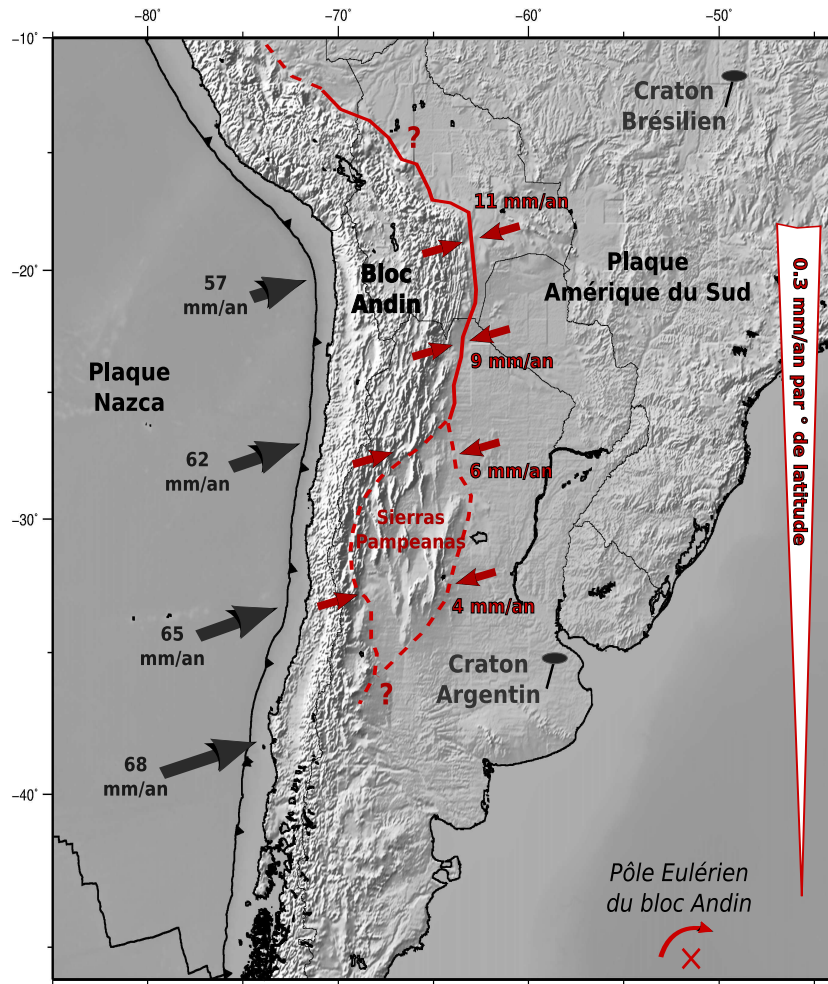 −80°
−70°
−60°
−50°
−10°
−20°
−30°
−40°
Craton
Brésilien
?
11 mm/an
57
mm/an
Bloc
Andin
Plaque
Amérique du Sud
0.3 mm/an par ° de latitude
Plaque
Nazca
9 mm/an
62
mm/an
6 mm/an
Sierras
Pampeanas
65
mm/an
4 mm/an
Craton
Argentin
?
68
mm/an
Pôle Eulérien
du bloc Andin